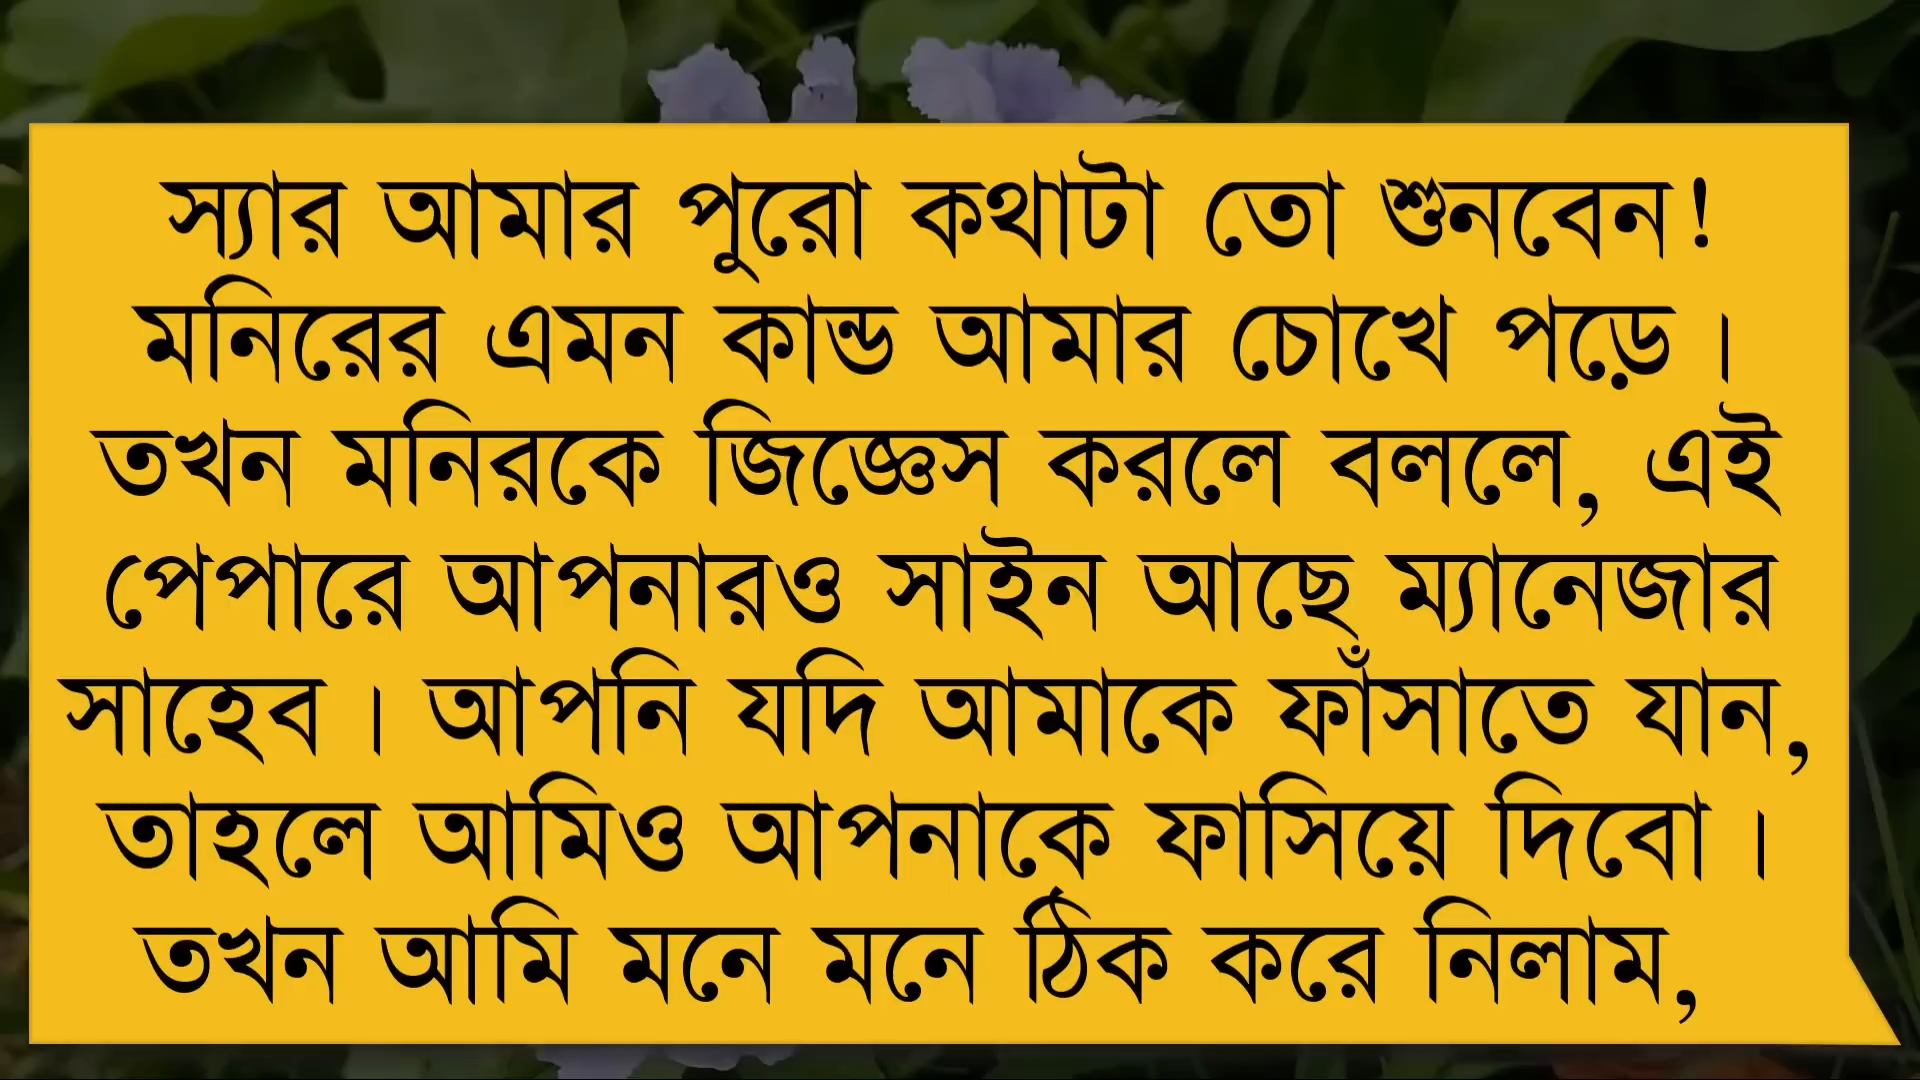 স্যার আমার পুরো কথাটা তো শুনবেন!
মনিরের এমন কান্ড আমার চোখে পড়ে ।
তখন মনিরকে জিজ্ঞেস করলে বললে, এই
পেপারে আপনারও সাইন আছে ম্যানেজার
সাহেব । আপনি যদি আমাকে ফাঁসাতে যান,
তাহলে আমিও আপনাকে ফাসিয়ে দিবো ।
তখন আমি মনে মনে ঠিক করে নিলাম,